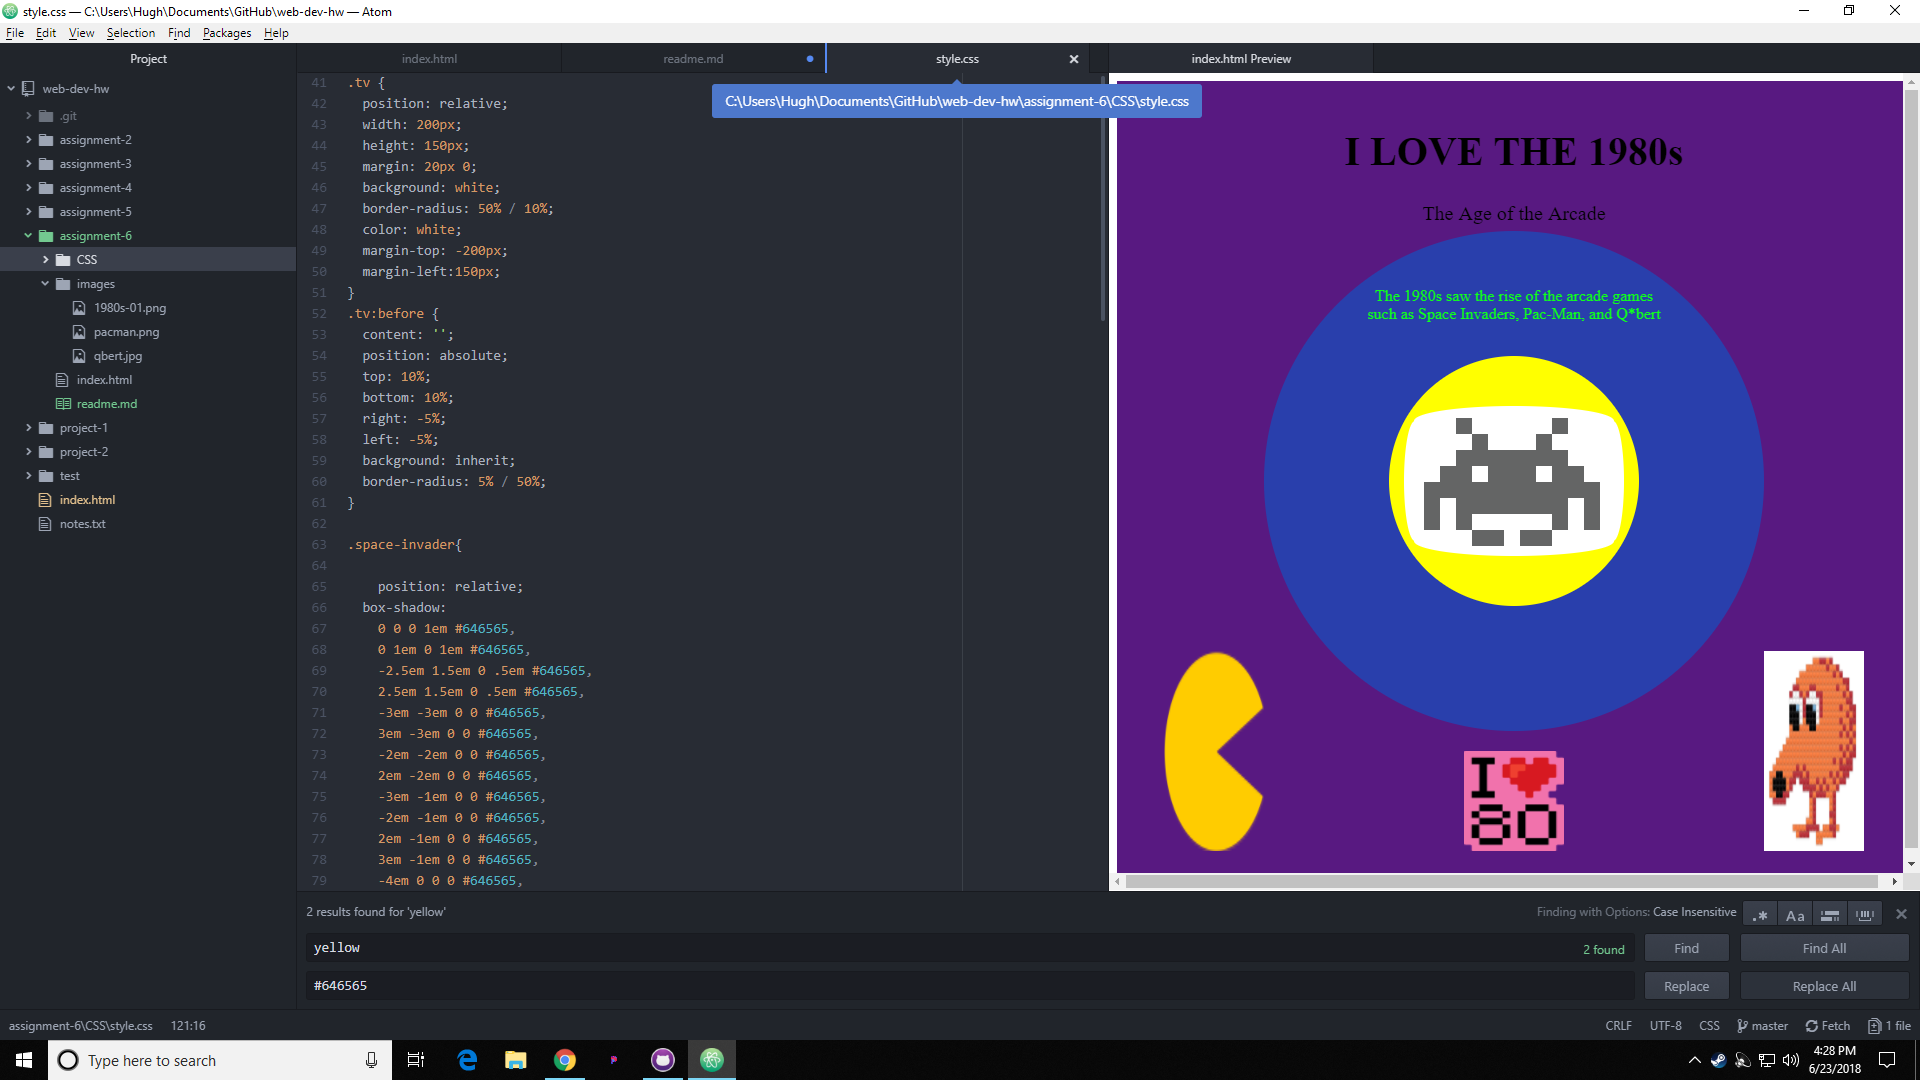 style.css — C:\Users\Hugh\Documents\GitHub\web-dev-hw — Atom
File Edit View Selection Find Packages Help
Project
web-dev-hw
.git
assignment-2
assignment-3
assignment-4
assignment-5
assignment-6
CSS
images
1980s-01.png
pacman.png
qbert.jpg
index.html
readme.md
project-1
project-2
test
index.html
notes.txt
index.html readme.md style.css index.html Preview
C:\Users\Hugh\Documents\GitHub\web-dev-hw\assignment-6\CSS\style.css
41 .tv {
42 position: relative;
43 width: 200px;
44 height: 150px;
45 margin: 20px 0;
46 background: white;
47 border-radius: 50% / 10%;
48 color: white;
49 margin-top: -200px;
50 margin-left:150px;
51 }
52 .tv:before {
53 content: '';
54 position: absolute;
55 top: 10%;
56 bottom: 10%;
57 right: -5%;
58 left: -5%;
59 background: inherit;
60 border-radius: 5% / 50%;
61 }
62
63 .space-invader{
64
65 position: relative;
66 box-shadow:
67 0 0 0 1em #646565,
68 0 1em 0 1em #646565,
69 -2.5em 1.5em 0 .5em #646565,
70 2.5em 1.5em 0 .5em #646565,
71 -3em -3em 0 0 #646565,
72 3em -3em 0 0 #646565,
73 -2em -2em 0 0 #646565,
74 2em -2em 0 0 #646565,
75 -3em -1em 0 0 #646565,
76 -2em -1em 0 0 #646565,
77 2em -1em 0 0 #646565,
78 3em -1em 0 0 #646565,
79 -4em 0 0 0 #646565,
I LOVE THE 1980s
The Age of the Arcade
The 1980s saw the rise of the arcade games
such as Space Invaders, Pac-Man, and Q*bert
I
80
2 results found for 'yellow'
Finding with Options: Case Insensitive
.* Aa
yellow 2 found Find Find All
#646565 Replace Replace All
assignment-6\CSS\style.css 121:16 CRLF UTF-8 CSS master Fetch 1 file
Type here to search
4:28 PM
6/23/2018